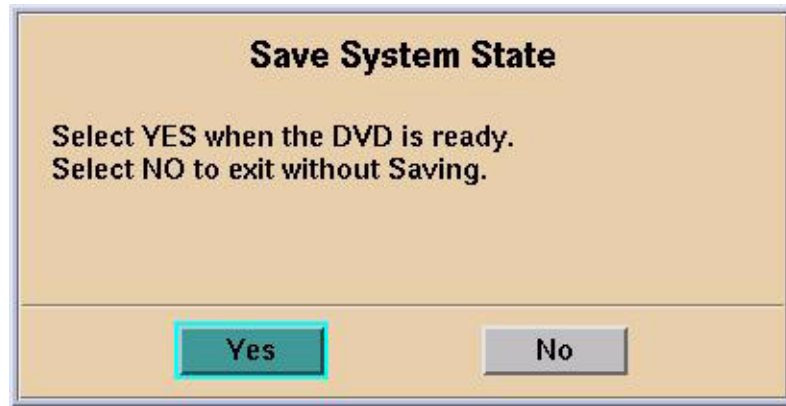 Save System State
Select YES when the DVD is ready.
Select NO to exit without Saving.
Yes
No